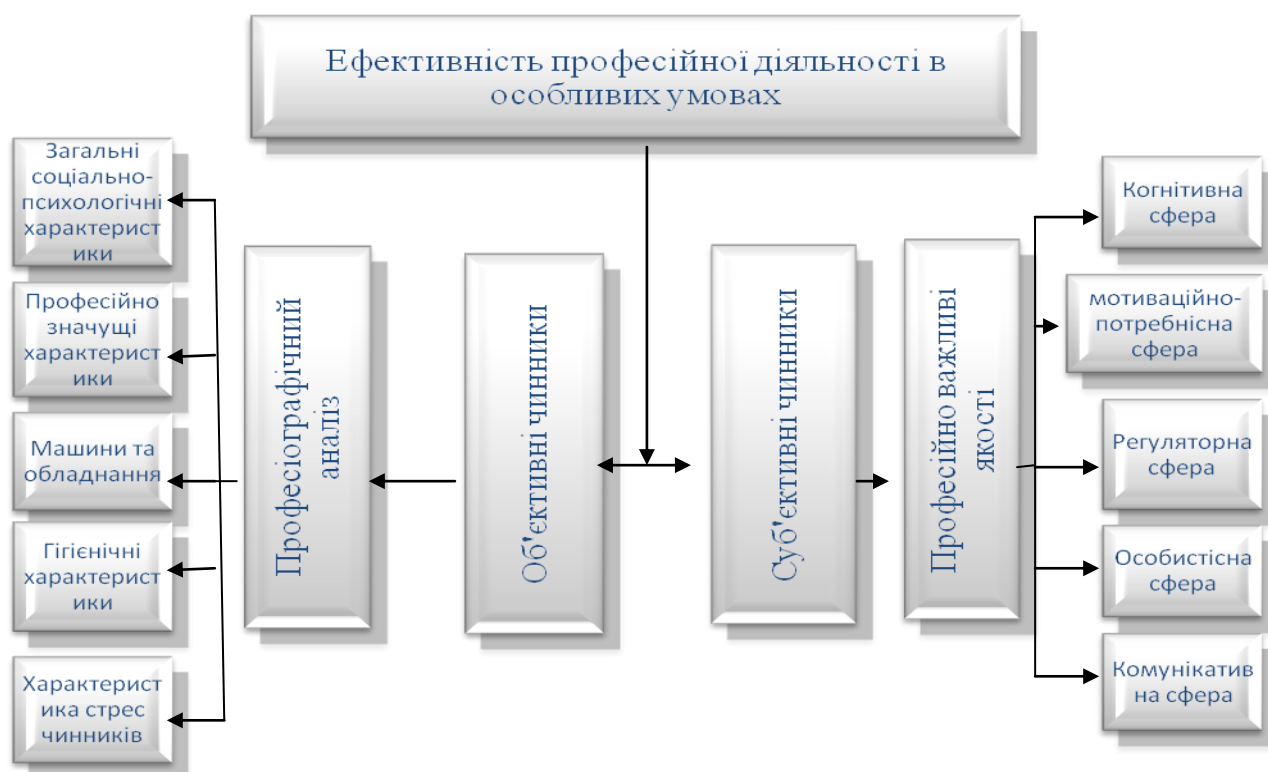 Ефективність професійної діяльності в
особливих умовах
Загальні
соціально-
психологічні
характерист
ики
Професійно
значущі
характерист
ики
Машини та
обладнання
Гігієнічні
характерист
ики
Характерист
ика стрес
чинників
Професіографічний
аналіз
Об'єктивні чинники
Суб'єктивні чинники
Професійно важливі
якості
Когнітивна
сфера
мотиваційно-
потребнісна
сфера
Регуляторна
сфера
Особистісна
сфера
Комунікатив
на сфера